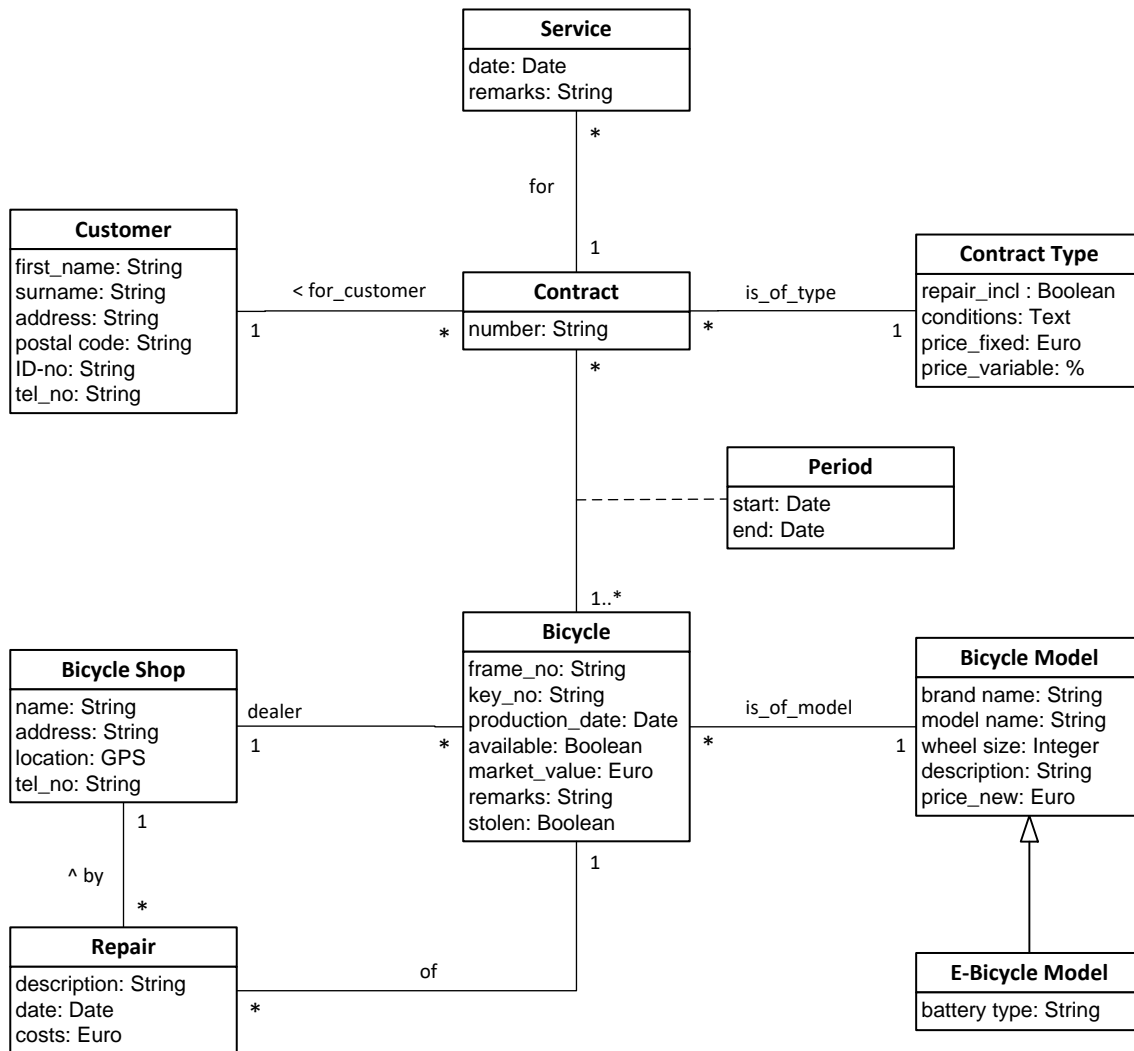 Service
date: Date
remarks: String
*
for
1
Customer
first_name: String
surname: String
address: String
postal code: String
ID-no: String
tel_no: String
< for_customer
1
*
Contract
number: String
*
is_of_type
*
1
Contract Type
repair_incl : Boolean
conditions: Text
price_fixed: Euro
price_variable: %
Period
start: Date
end: Date
1..*
Bicycle Shop
name: String
address: String
location: GPS
tel_no: String
dealer
1
*
Bicycle
frame_no: String
key_no: String
production_date: Date
available: Boolean
market_value: Euro
remarks: String
stolen: Boolean
is_of_model
*
1
Bicycle Model
brand name: String
model name: String
wheel size: Integer
description: String
price_new: Euro
1
^ by
*
1
Repair
description: String
date: Date
costs: Euro
of
*
E-Bicycle Model
battery type: String